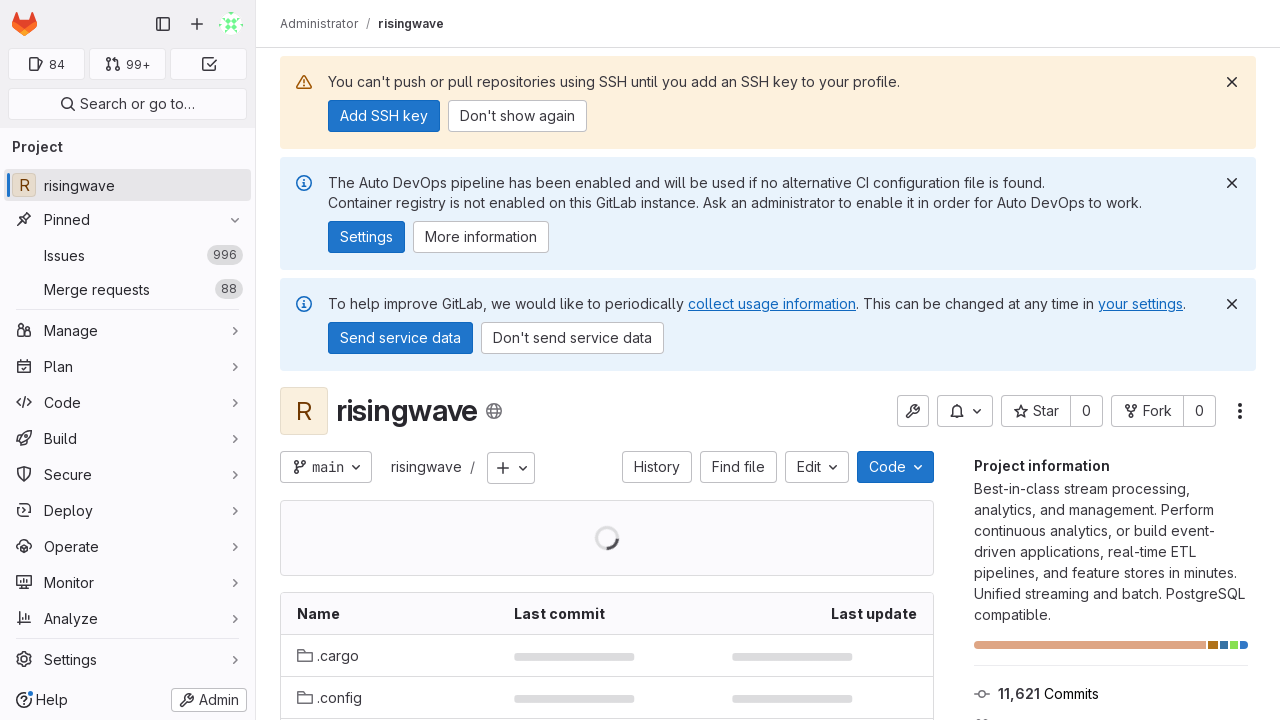 Administrator / risingwave
84
99+
Search or go to…
Project
R risingwave
Pinned
Issues 996
Merge requests 88
Manage
Plan
Code
Build
Secure
Deploy
Operate
Monitor
Analyze
Settings
Help
Admin
You can't push or pull repositories using SSH until you add an SSH key to your profile.
Add SSH key Don't show again
The Auto DevOps pipeline has been enabled and will be used if no alternative CI configuration file is found.
Container registry is not enabled on this GitLab instance. Ask an administrator to enable it in order for Auto DevOps to work.
Settings More information
To help improve GitLab, we would like to periodically collect usage information. This can be changed at any time in your settings.
Send service data Don't send service data
R risingwave
Star 0 Fork 0
main risingwave / History Find file Edit Code
Name Last commit Last update
.cargo
.config
Project information
Best-in-class stream processing,
analytics, and management. Perform
continuous analytics, or build event-
driven applications, real-time ETL
pipelines, and feature stores in minutes.
Unified streaming and batch. PostgreSQL
compatible.
11,621 Commits